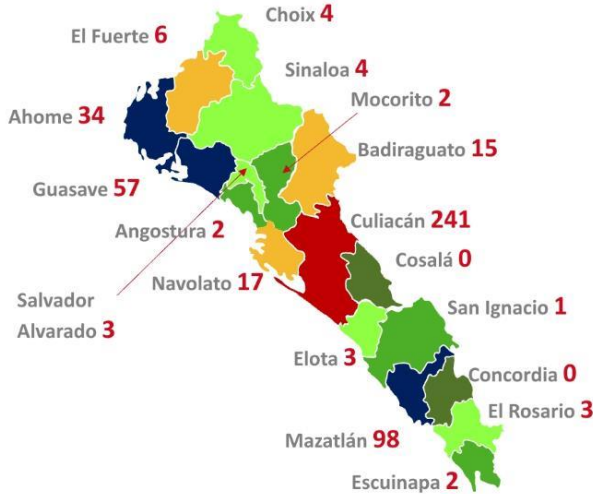 Choix 4
El Fuerte 6
Sinaloa 4
Mocorito 2
Ahome 34
Badiraguato 15
Guasave 57
Culiacán 241
Angostura 2
Cosalá 0
Navolato 17
Salvador
Alvarado 3
San Ignacio 1
Elota 3
Concordia 0
El Rosario 3
Mazatlán 98
Escuinapa 2